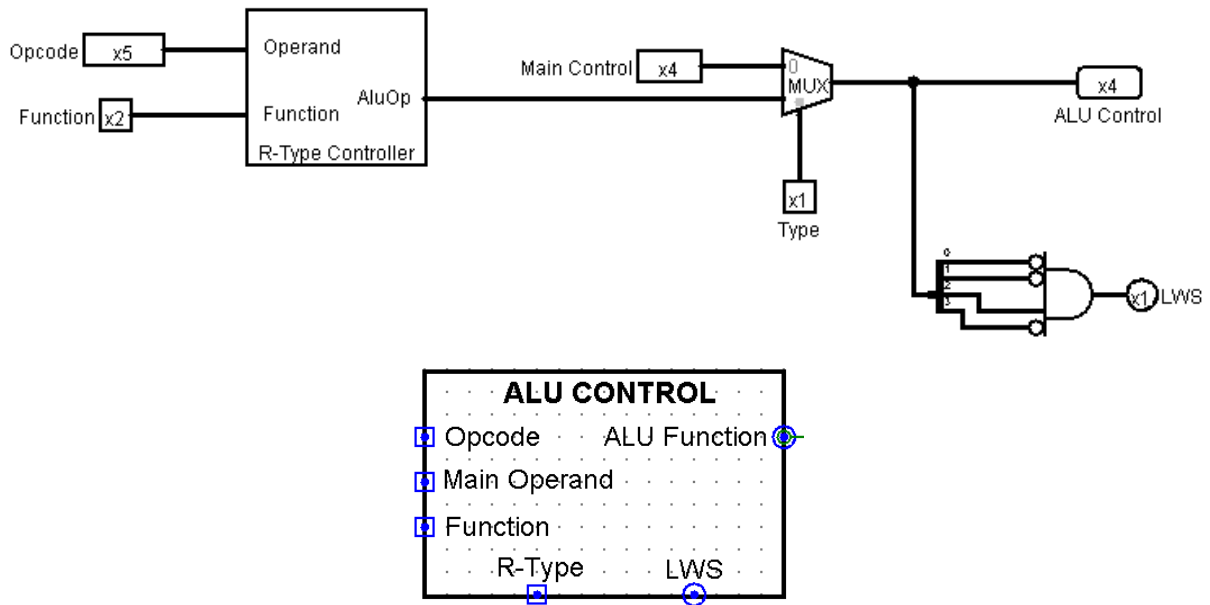 Opcode x5
Operand
Function x2
Function
AluOp
R-Type Controller
Main Control x4
0
MUX
x1
Type
x4
ALU Control
0
1
2
3
x1 LWS
ALU CONTROL
Opcode ALU Function
Main Operand
Function
R-Type LWS